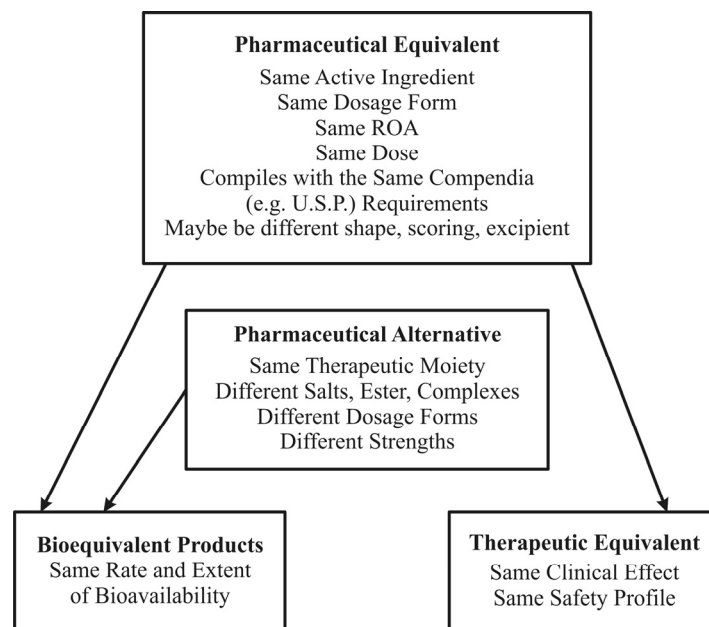 Pharmaceutical Equivalent
Same Active Ingredient
Same Dosage Form
Same ROA
Same Dose
Compiles with the Same Compendia
(e.g. U.S.P.) Requirements
Maybe be different shape, scoring, excipient
Pharmaceutical Alternative
Same Therapeutic Moiety
Different Salts, Ester, Complexes
Different Dosage Forms
Different Strengths
Bioequivalent Products
Same Rate and Extent
of Bioavailability
Therapeutic Equivalent
Same Clinical Effect
Same Safety Profile